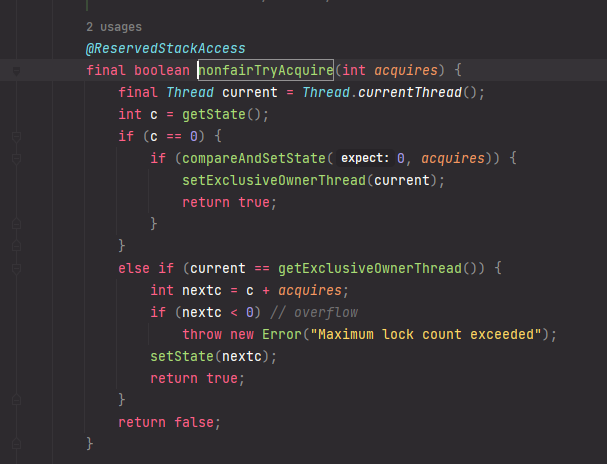 2 usages
@ReservedStackAccess
final boolean nonfairTryAcquire(int acquires) {
    final Thread current = Thread.currentThread();
    int c = getState();
    if (c == 0) {
        if (compareAndSetState( expect: 0, acquires)) {
            setExclusiveOwnerThread(current);
            return true;
        }
    }
    else if (current == getExclusiveOwnerThread()) {
        int nextc = c + acquires;
        if (nextc < 0) // overflow
            throw new Error("Maximum lock count exceeded");
        setState(nextc);
        return true;
    }
    return false;
}